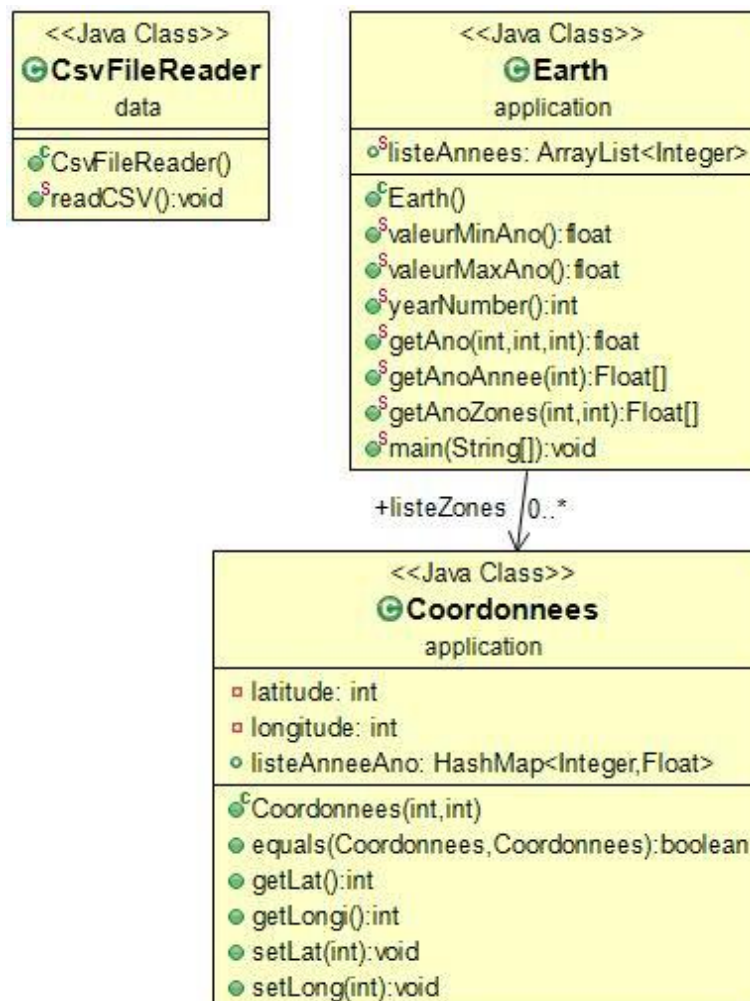 <<Java Class>>
CsvFileReader
data
CsvFileReader()
readCSV():void
<<Java Class>>
Earth
application
listeAnnees: ArrayList<Integer>
Earth()
valeurMinAno():float
valeurMaxAno():float
yearNumber():int
getAno(int,int,int):float
getAnoAnnee(int):Float[]
getAnoZones(int,int):Float[]
main(String[]):void
+listeZones 0..*
<<Java Class>>
Coordonnees
application
latitude: int
longitude: int
listeAnneeAno: HashMap<Integer,Float>
Coordonnees(int,int)
equals(Coordonnees,Coordonnees):boolean
getLat():int
getLongi():int
setLat(int):void
setLong(int):void